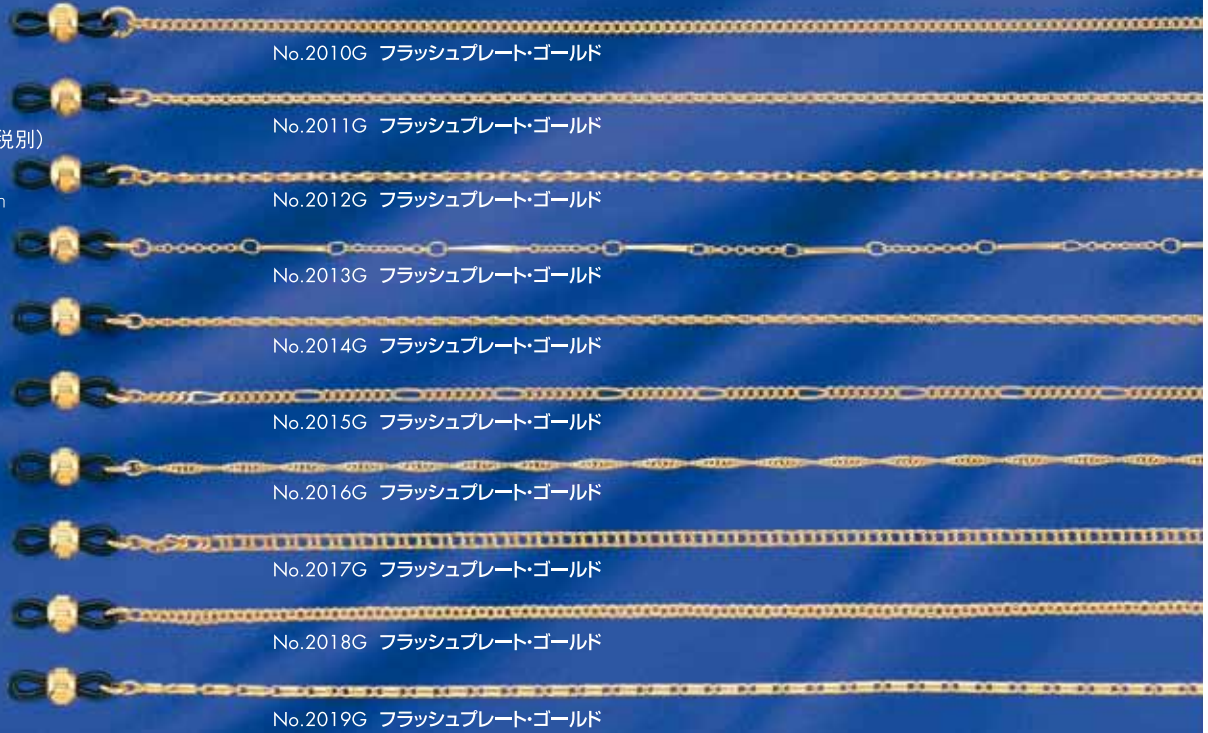 No.2010G フラッシュプレート・ゴールド
No.2011G フラッシュプレート・ゴールド
税別)
No.2012G フラッシュプレート・ゴールド
No.2013G フラッシュプレート・ゴールド
No.2014G フラッシュプレート・ゴールド
No.2015G フラッシュプレート・ゴールド
No.2016G フラッシュプレート・ゴールド
No.2017G フラッシュプレート・ゴールド
No.2018G フラッシュプレート・ゴールド
No.2019G フラッシュプレート・ゴールド